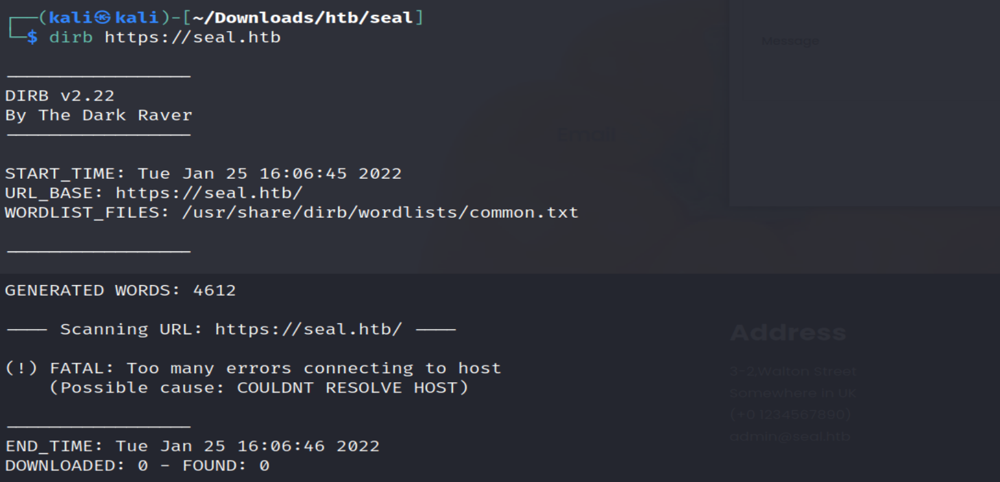 (kali㉿kali)-[~/Downloads/htb/seal]
$ dirb https://seal.htb
Message
DIRB v2.22
By The Dark Raver
Email
START_TIME: Tue Jan 25 16:06:45 2022
URL_BASE: https://seal.htb/
WORDLIST_FILES: /usr/share/dirb/wordlists/common.txt
GENERATED WORDS: 4612
---- Scanning URL: https://seal.htb/ ----
Address
(!) FATAL: Too many errors connecting to host
(Possible cause: COULDNT RESOLVE HOST)
3-2,Walton Street
Somewhere in UK
(+0 1234567890)
admin@seal.htb
END_TIME: Tue Jan 25 16:06:46 2022
DOWNLOADED: 0 - FOUND: 0